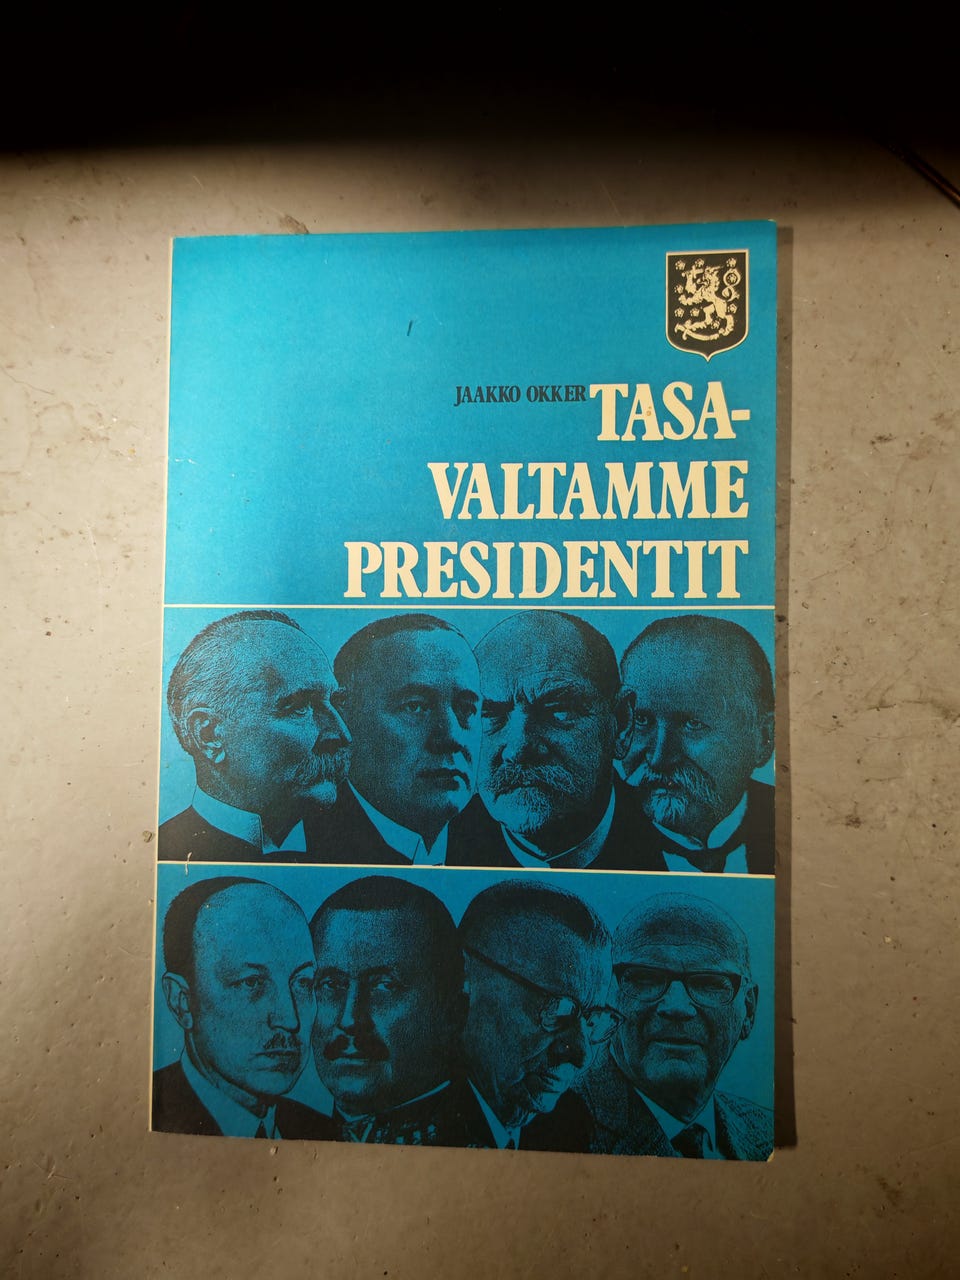 JAAKKO OKKER TASA-
VALTAMME
PRESIDENTIT